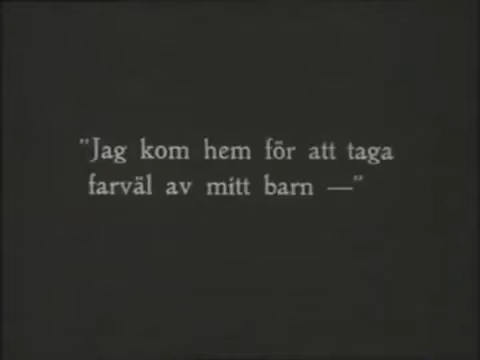 "Jag kom hem för att taga
farväl av mitt barn —"